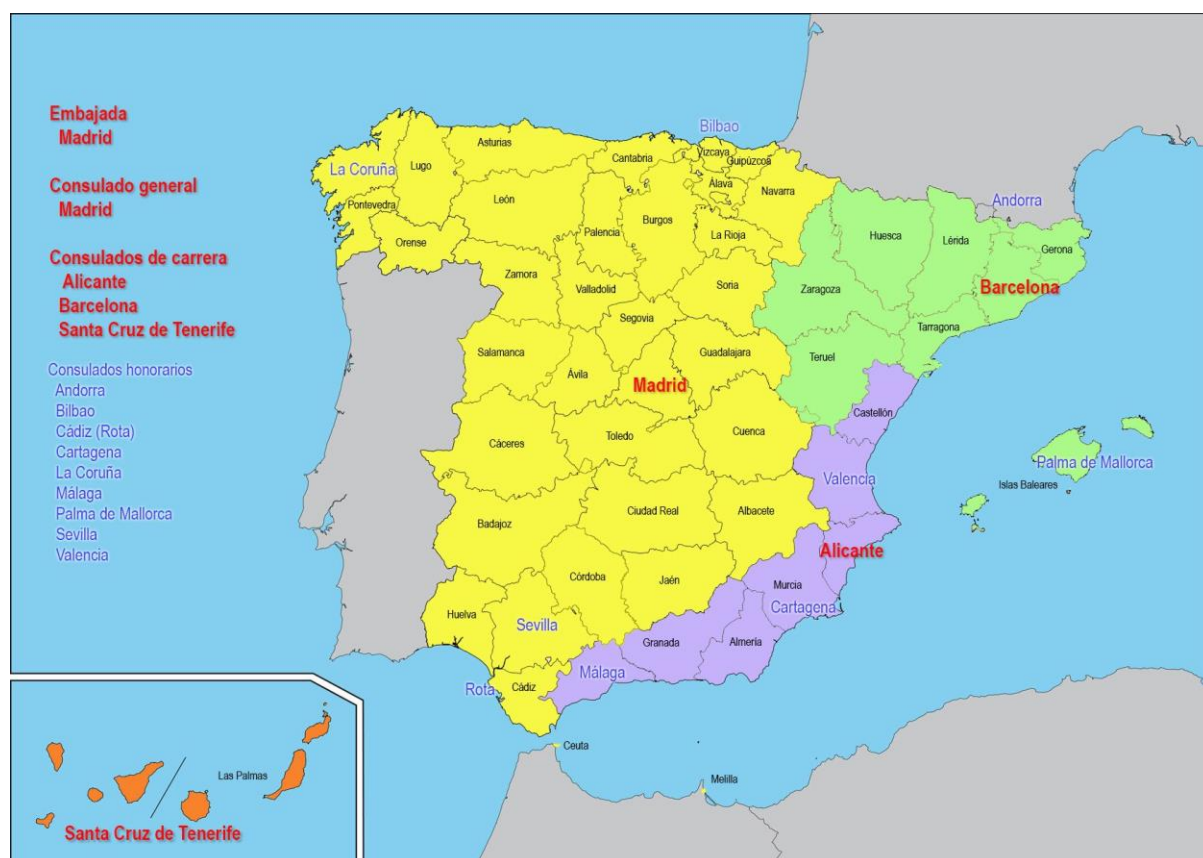 Embajada
Madrid
Consulado general
Madrid
Consulados de carrera
Alicante
Barcelona
Santa Cruz de Tenerife
Consulados honorarios
Andorra
Bilbao
Cádiz (Rota)
Cartagena
La Coruña
Málaga
Palma de Mallorca
Sevilla
Valencia
Bilbao
Asturias
Cantabria
Vizcaya
Guipúzcoa
La Coruña
Lugo
Álava
Navarra
Pontevedra
León
Palencia
Burgos
La Rioja
Orense
Andorra
Huesca
Lérida
Gerona
Barcelona
Zamora
Valladolid
Soria
Zaragoza
Segovia
Tarragona
Salamanca
Guadalajara
Teruel
Ávila
Madrid
Castellón
Cáceres
Toledo
Cuenca
Palma de Mallorca
Valencia
Islas Baleares
Badajoz
Ciudad Real
Albacete
Alicante
Córdoba
Jaén
Murcia
Cartagena
Huelva
Sevilla
Granada
Almería
Málaga
Rota
Cádiz
Ceuta
Melilla
Las Palmas
Santa Cruz de Tenerife